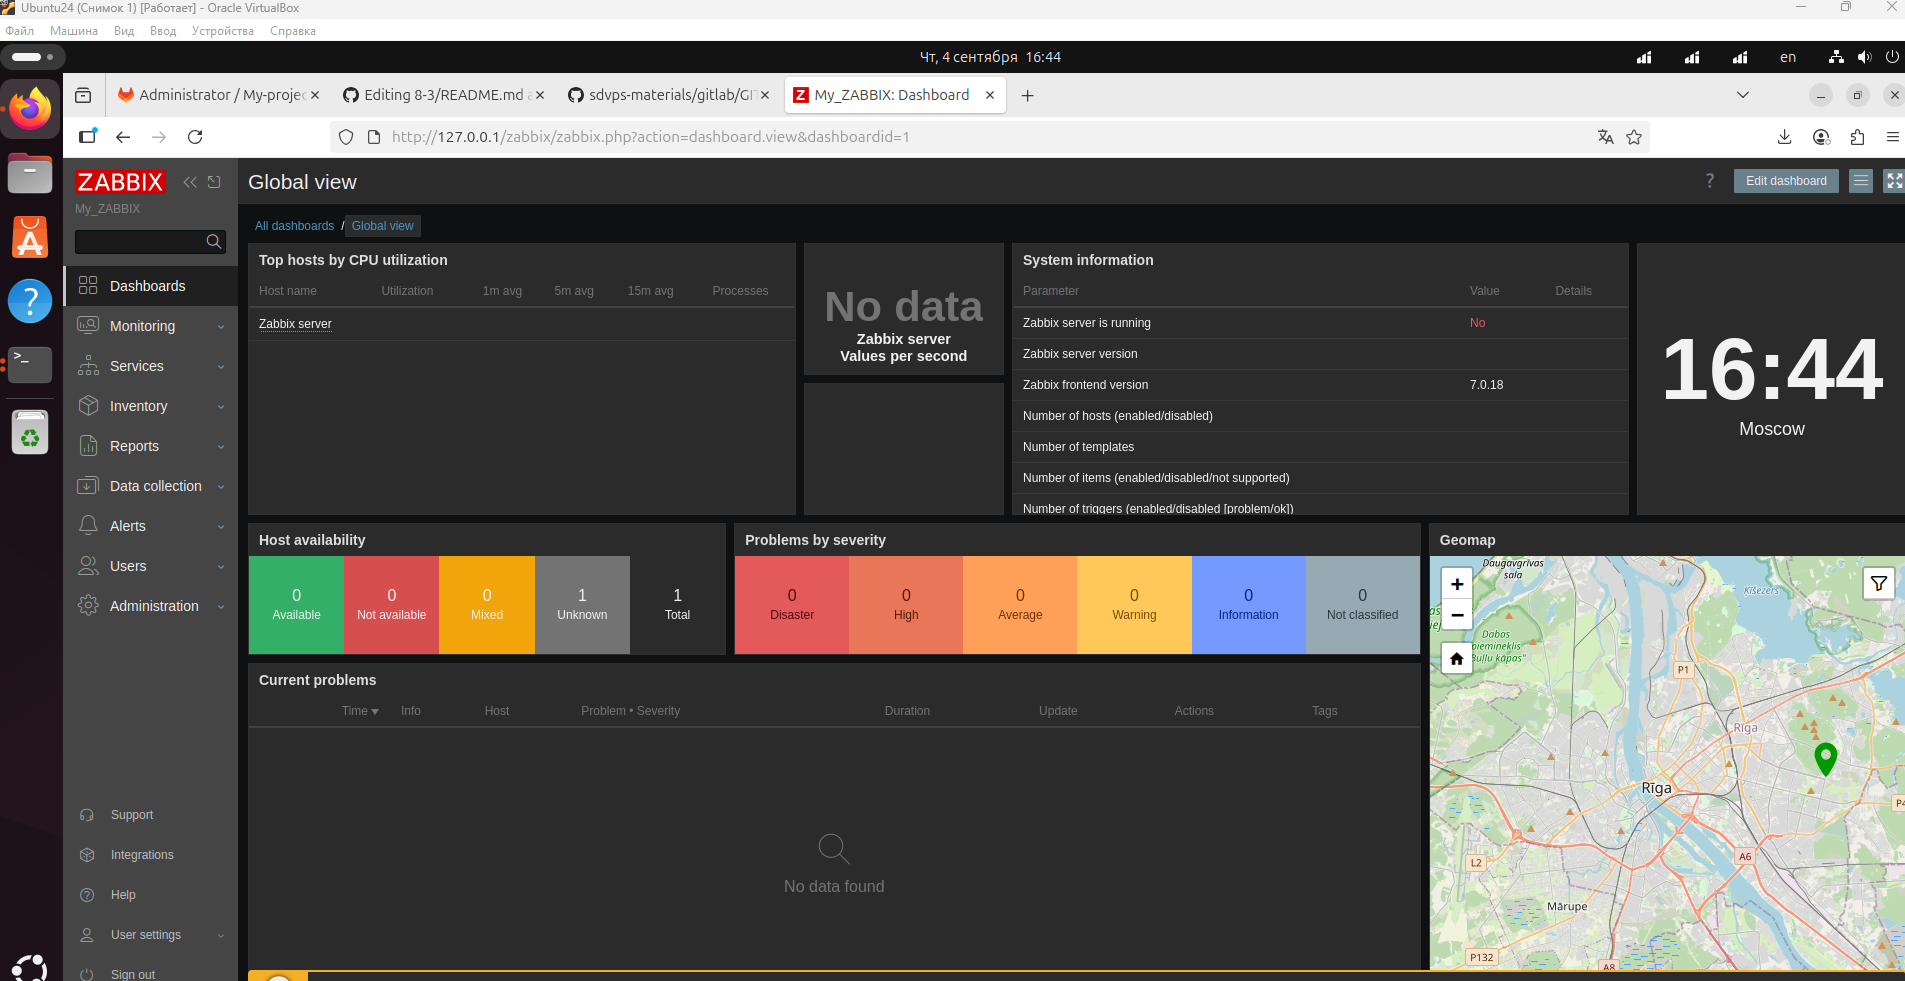 Ubuntu24 (Снимок 1) [Работает] - Oracle VirtualBox
Файл Машина Вид Ввод Устройства Справка
Чт, 4 сентября 16:44
en
Administrator / My-projec
Editing 8-3/README.md a
sdvps-materials/gitlab/GI
My_ZABBIX: Dashboard
http://127.0.0.1/zabbix/zabbix.php?action=dashboard.view&dashboardid=1
ZABBIX
My_ZABBIX
Dashboards
Monitoring
Services
Inventory
Reports
Data collection
Alerts
Users
Administration
Support
Integrations
Help
User settings
Sign out
Global view
? Edit dashboard
All dashboards / Global view
Top hosts by CPU utilization
Host name Utilization 1m avg 5m avg 15m avg Processes
Zabbix server
No data
Zabbix server
Values per second
System information
Parameter Value Details
Zabbix server is running No
Zabbix server version
Zabbix frontend version 7.0.18
Number of hosts (enabled/disabled)
Number of templates
Number of items (enabled/disabled/not supported)
Number of triggers (enabled/disabled [problem/ok])
16:44
Moscow
Host availability
0 Available
0 Not available
0 Mixed
1 Unknown
1 Total
Problems by severity
0 Disaster
0 High
0 Average
0 Warning
0 Information
0 Not classified
Current problems
Time Info Host Problem • Severity Duration Update Actions Tags
No data found
Geomap
+
−
Daugavgrīvas
sala
Ķīšezers
Dabas
piemineklis
"Buļļu kāpas"
P1
Rīga
Rīga
A6
L2
Mārupe
P132
A8